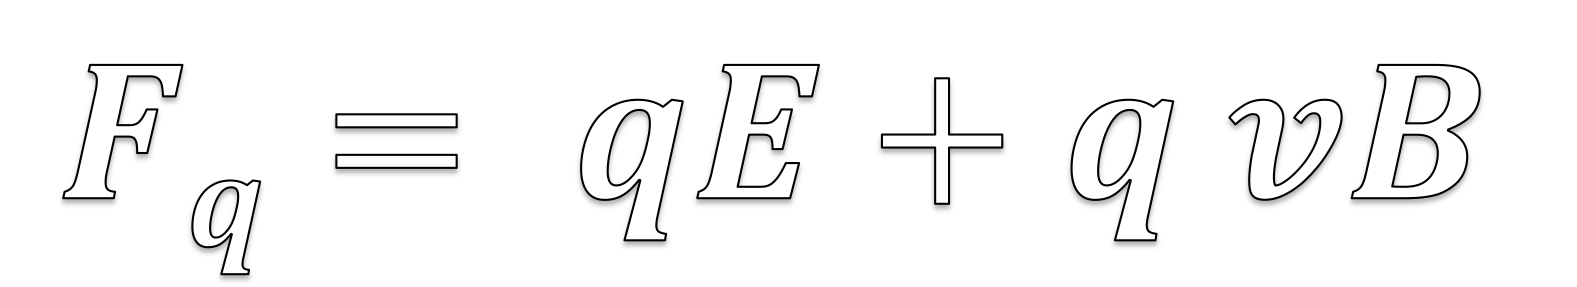 F_q = qE + q vB